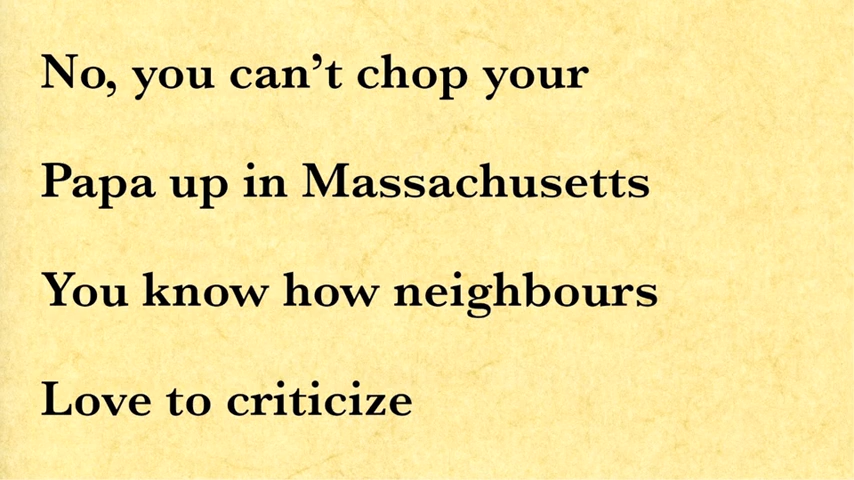 No, you can’t chop your
Papa up in Massachusetts
You know how neighbours
Love to criticize